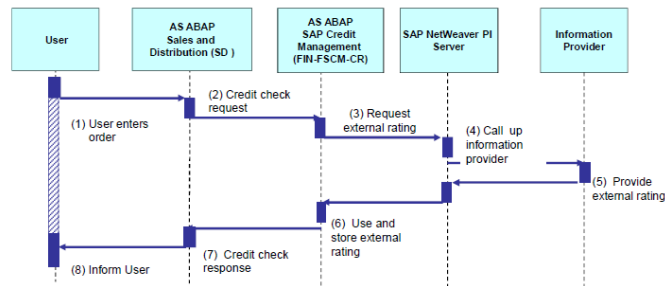 User
AS ABAP
Sales and
Distribution (SD )
AS ABAP
SAP Credit
Management
(FIN-FSCM-CR)
SAP NetWeaver PI
Server
Information
Provider
(1) User enters
order
(2) Credit check
request
(3) Request
external rating
(4) Call up
information
provider
(5) Provide
external rating
(6) Use and
store external
rating
(7) Credit check
response
(8) Inform User